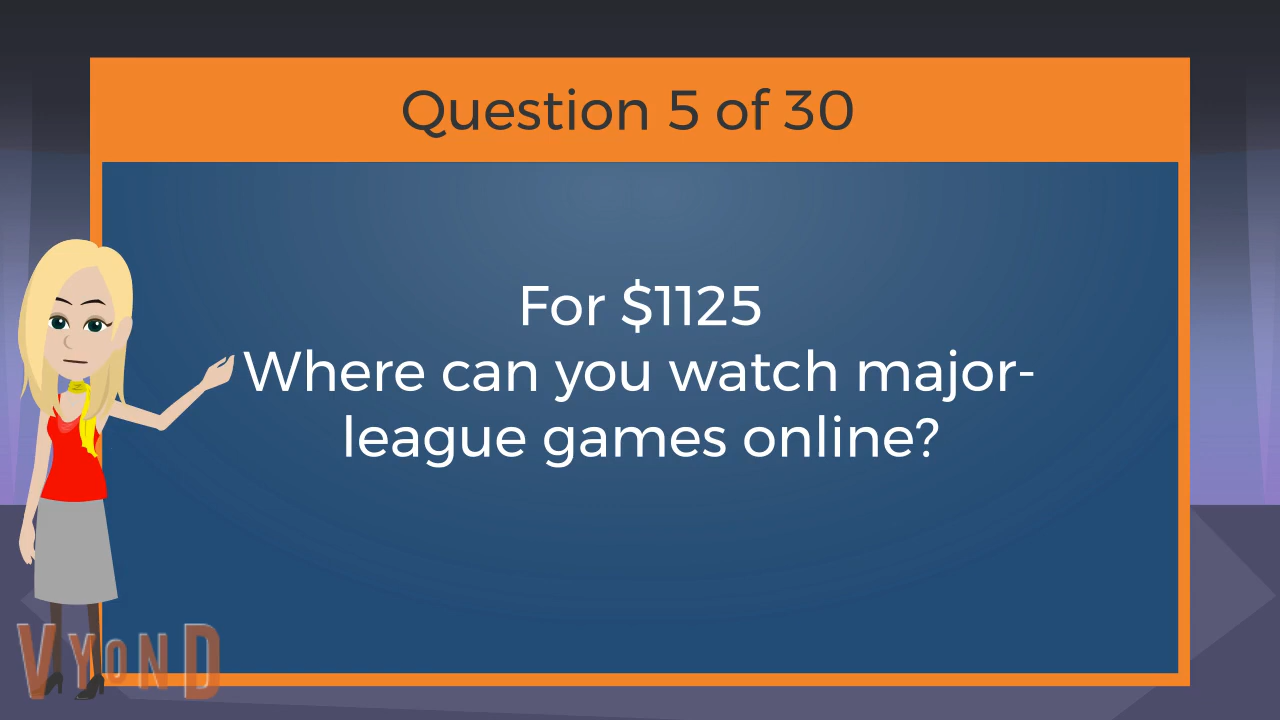 Question 5 of 30
For $1125
Where can you watch major-
league games online?
VYOND